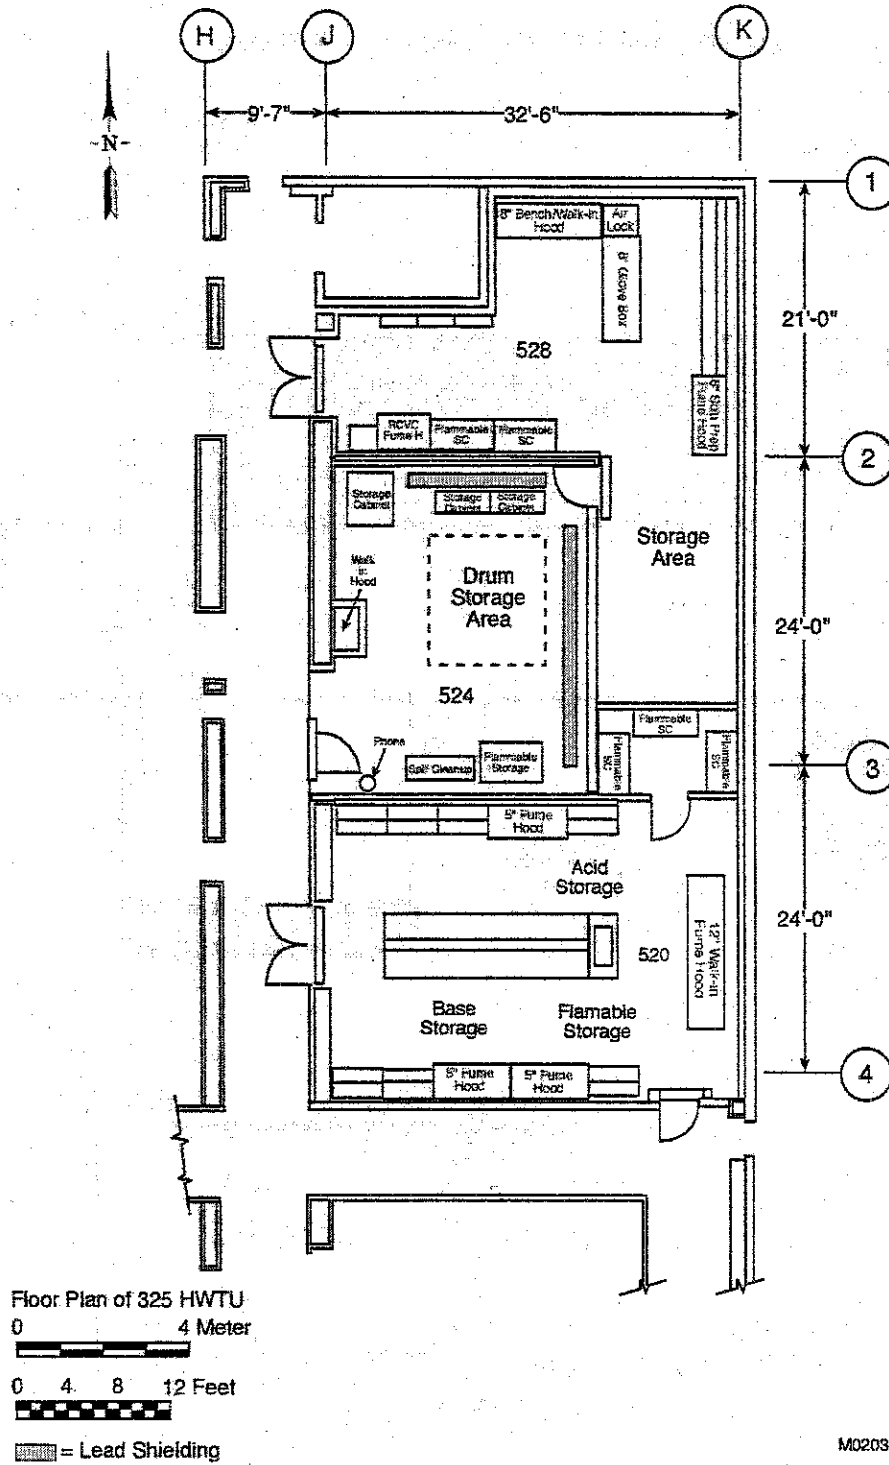 H
J
K
-N-
9'-7"
32'-6"
1
8" Bench/Walk-in
Hood
Air
Lock
8' Glove Box
21'-0"
528
8" Stm Prep
Fume Hood
RCVC
Fume H
Flammable
SC
Flammable
SC
2
Storage
Cabinet
Storage
Cabinet
Storage
Cabinet
Storage
Area
Walk
in
Hood
Drum
Storage
Area
24'-0"
524
Flammable
SC
Phone
Spill Cleanup
Flammable
Storage
Flammable
SC
Flammable
SC
3
5" Fume
Hood
Acid
Storage
24'-0"
520
12" Walk-in
Fume Hood
Base
Storage
Flamable
Storage
5" Fume
Hood
5" Fume
Hood
4
Floor Plan of 325 HWTU
0 4 Meter
0 4 8 12 Feet
= Lead Shielding
M0203